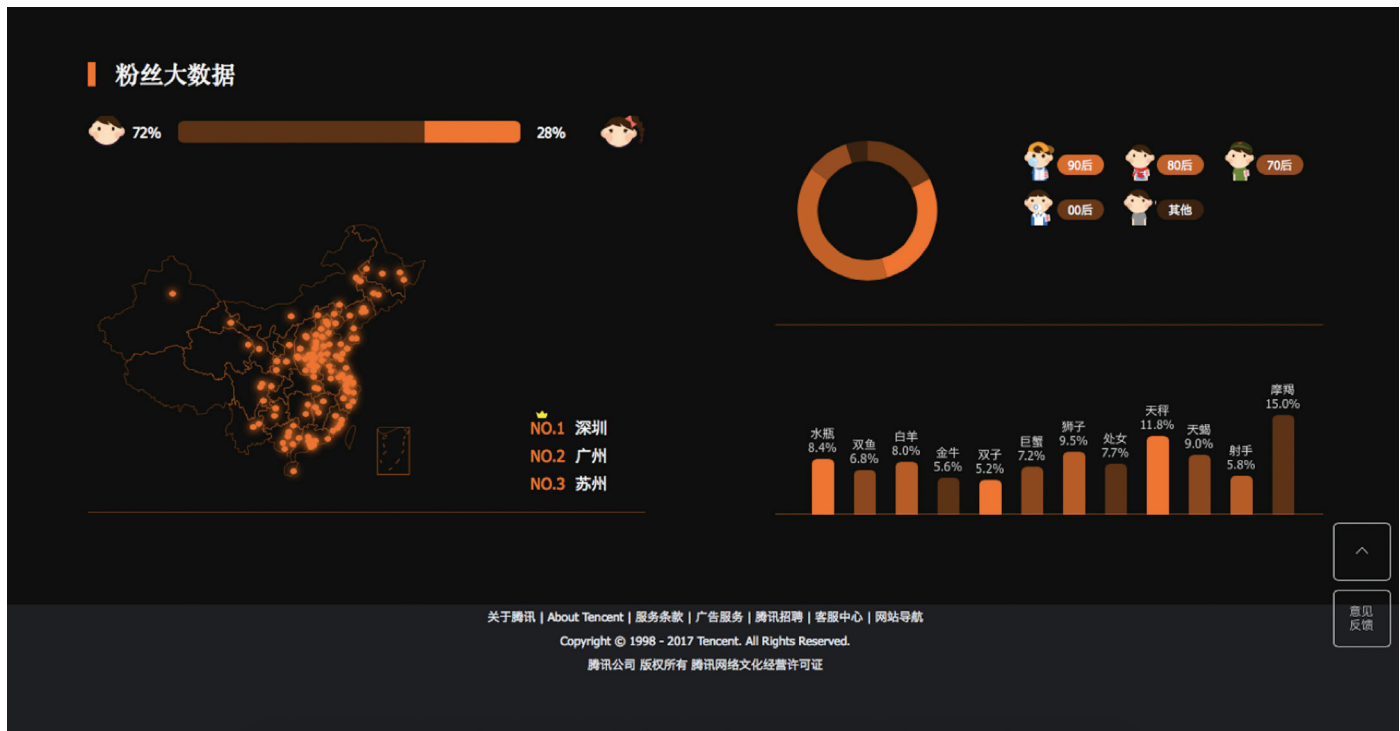 粉丝大数据
72% 28%
90后 80后 70后
00后 其他
NO.1 深圳
NO.2 广州
NO.3 苏州
水瓶 8.4%
双鱼 6.8%
白羊 8.0%
金牛 5.6%
双子 5.2%
巨蟹 7.2%
狮子 9.5%
处女 7.7%
天秤 11.8%
天蝎 9.0%
射手 5.8%
摩羯 15.0%
意见
反馈
关于腾讯 | About Tencent | 服务条款 | 广告服务 | 腾讯招聘 | 客服中心 | 网站导航
Copyright © 1998 - 2017 Tencent. All Rights Reserved.
腾讯公司 版权所有 腾讯网络文化经营许可证